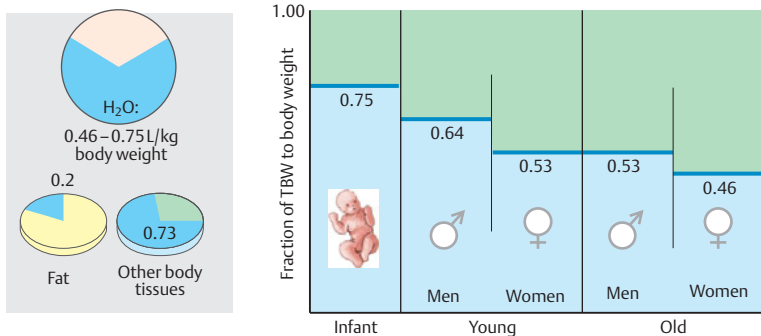 H₂O:
0.46–0.75 L/kg
body weight
0.2
0.73
Fat
Other body
tissues
1.00
Fraction of TBW to body weight
0.75
0.64
0.53
0.53
0.46
Men
Women
Men
Women
Infant
Young
Old